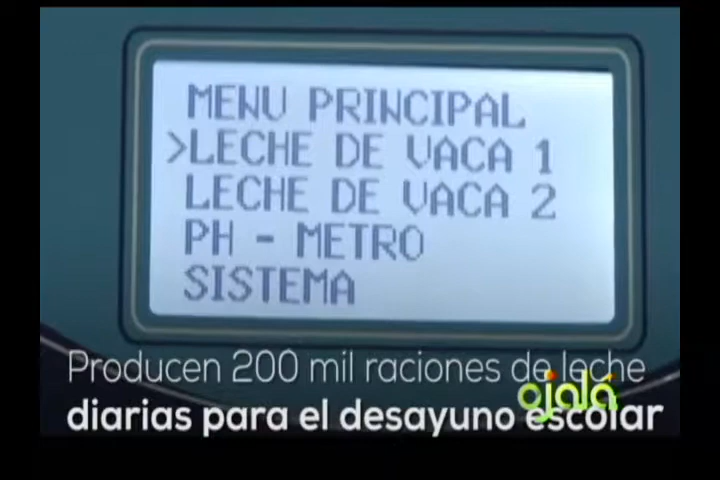 MENU PRINCIPAL
>LECHE DE VACA 1
LECHE DE VACA 2
PH - METRO
SISTEMA
Producen 200 mil raciones de leche
diarias para el desayuno escolar
ojalá